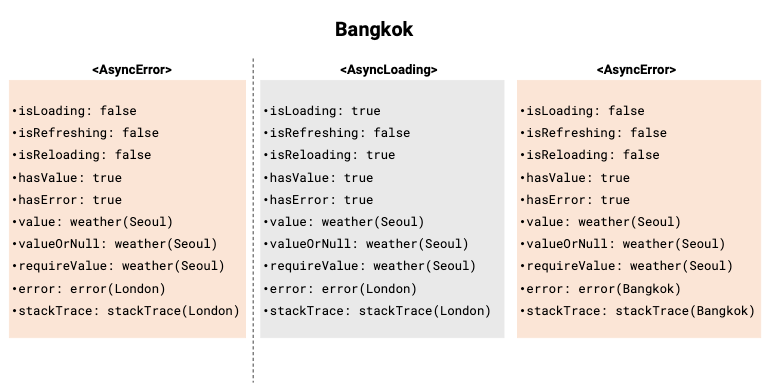 Bangkok
<AsyncError>
•isLoading: false
•isRefreshing: false
•isReloading: false
•hasValue: true
•hasError: true
•value: weather(Seoul)
•valueOrNull: weather(Seoul)
•requireValue: weather(Seoul)
•error: error(London)
•stackTrace: stackTrace(London)
<AsyncLoading>
•isLoading: true
•isRefreshing: false
•isReloading: true
•hasValue: true
•hasError: true
•value: weather(Seoul)
•valueOrNull: weather(Seoul)
•requireValue: weather(Seoul)
•error: error(London)
•stackTrace: stackTrace(London)
<AsyncError>
•isLoading: false
•isRefreshing: false
•isReloading: false
•hasValue: true
•hasError: true
•value: weather(Seoul)
•valueOrNull: weather(Seoul)
•requireValue: weather(Seoul)
•error: error(Bangkok)
•stackTrace: stackTrace(Bangkok)